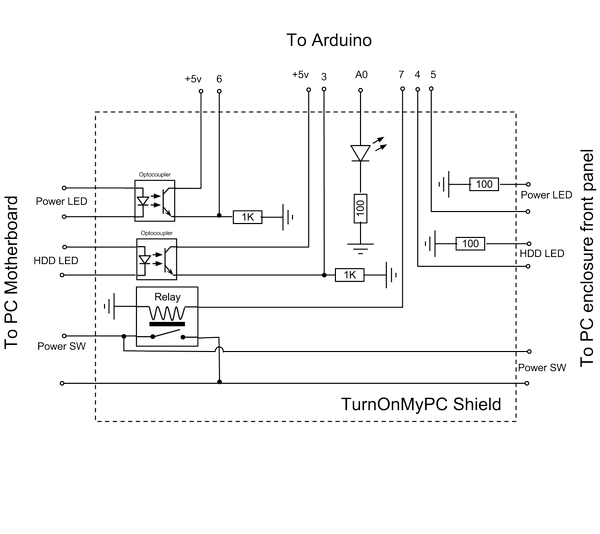 To Arduino
+5v 6 +5v 3 A0 7 4 5
Optocoupler
Power LED
1K
100
100
Power LED
Optocoupler
HDD LED
1K
100
HDD LED
Relay
Power SW
Power SW
TurnOnMyPC Shield
To PC Motherboard
To PC enclosure front panel